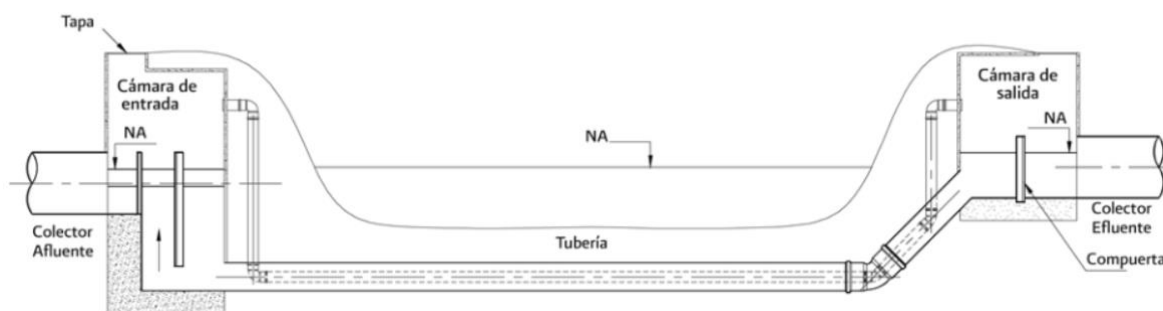 Tapa
Cámara de
entrada
NA
Colector
Afluente
NA
Tubería
Cámara de
salida
NA
Colector
Efluente
Compuerta